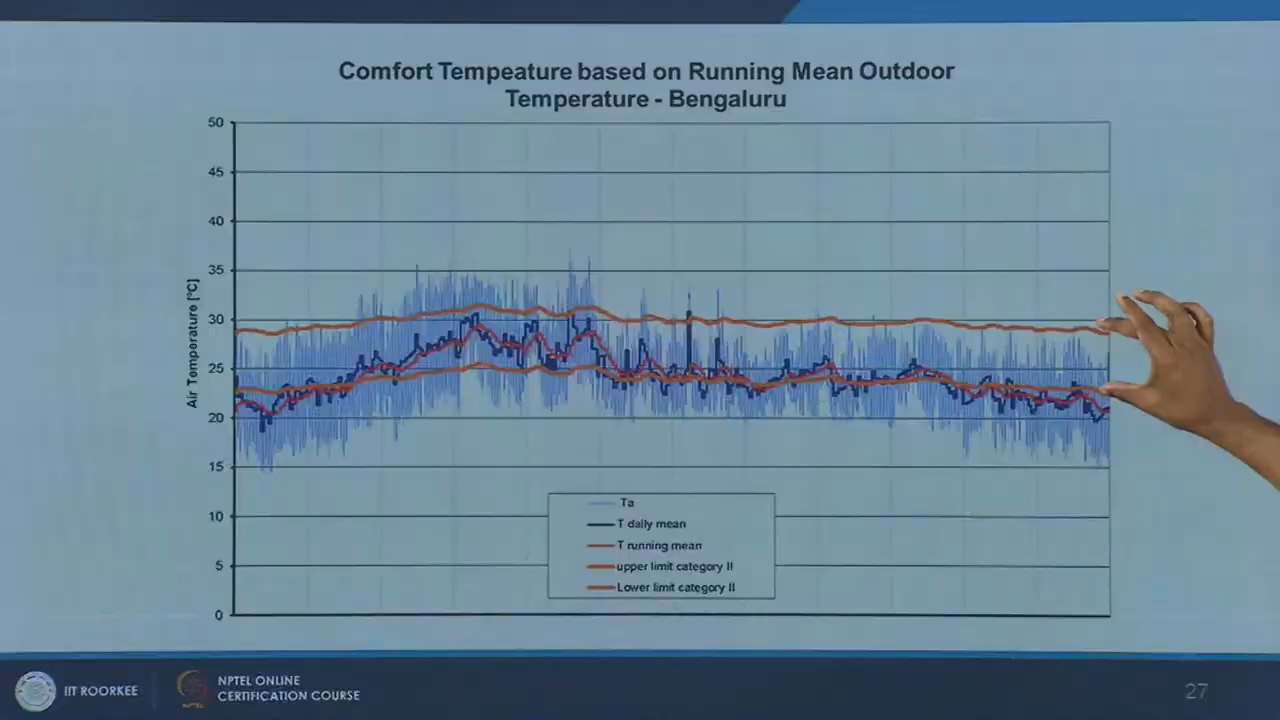 Comfort Tempeature based on Running Mean Outdoor
Temperature - Bengaluru
50
45
40
35
30
25
20
15
10
5
0
Air Temperature [°C]
Ta
T daily mean
T running mean
upper limit category II
Lower limit category II
IIT ROORKEE
NPTEL
NPTEL ONLINE
CERTIFICATION COURSE
27